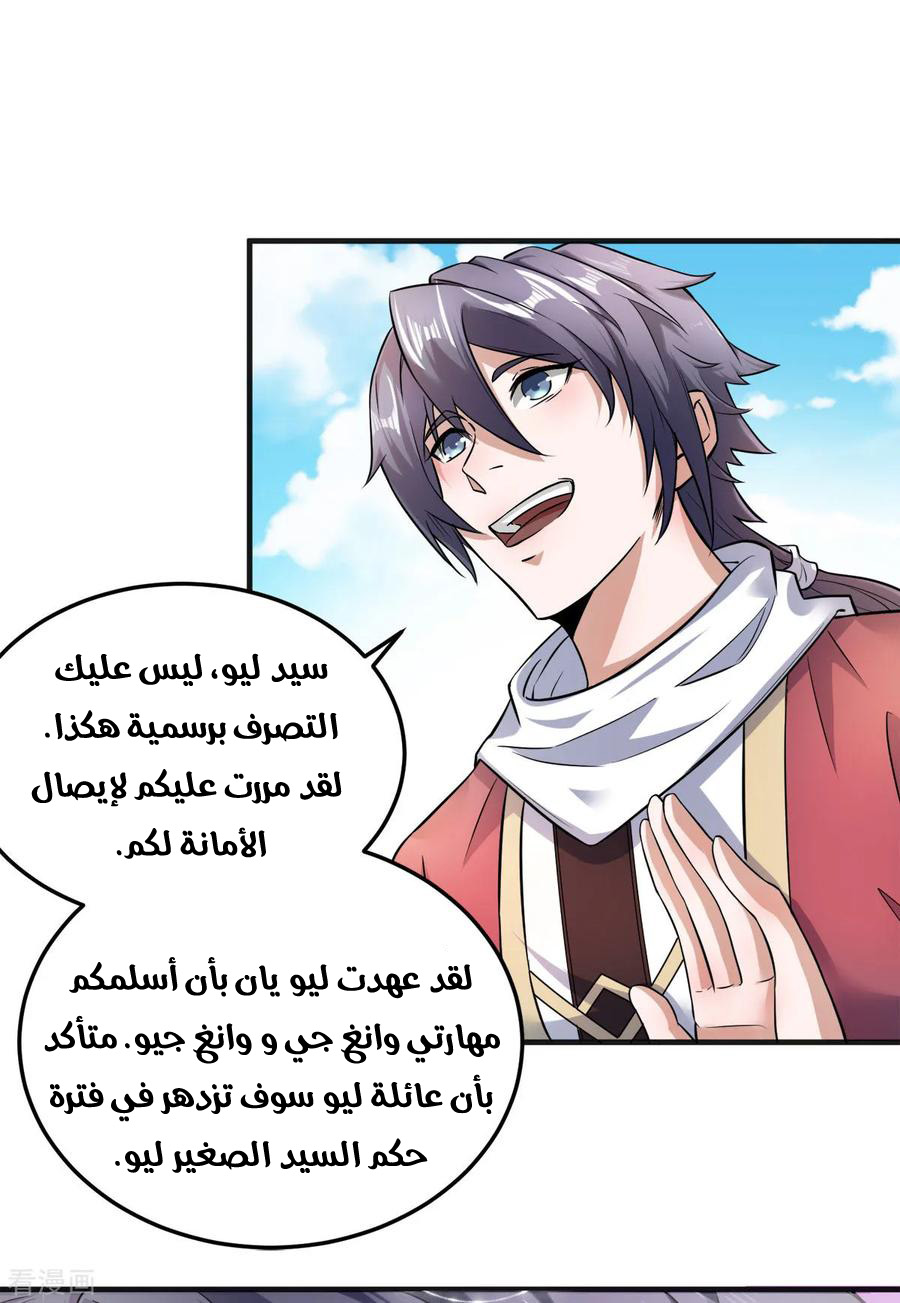 سيد ليو، ليس عليك
التصرف برسمية هكذا.
لقد مررت عليكم لإيصال
الأمانة لكم.
لقد عهدت ليو يان بأن أسلمكم
مهارتي وانغ جي و وانغ جيو. متأكد
بأن عائلة ليو سوف تزدهر في فترة
حكم السيد الصغير ليو.
看漫画